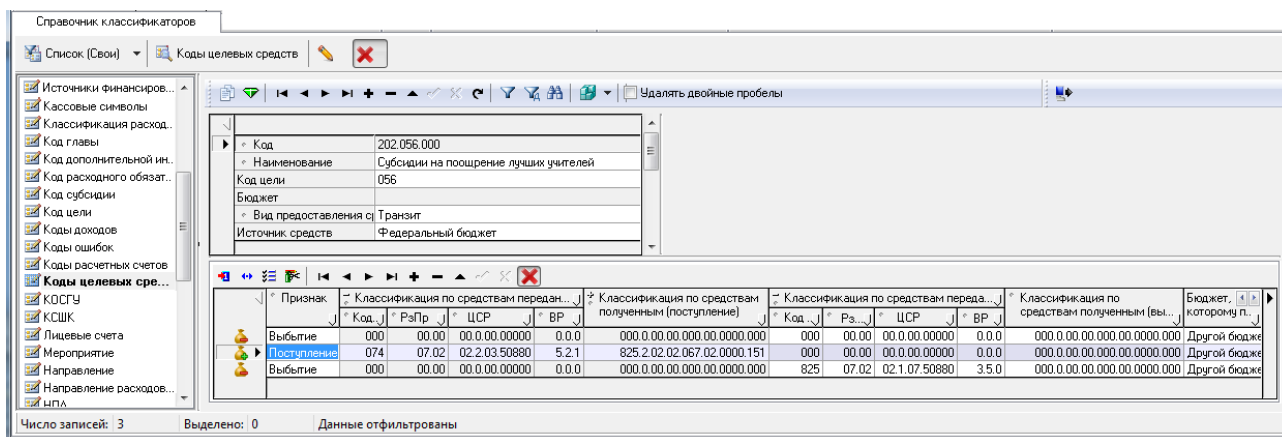 Справочник классификаторов
Список (Свои) Коды целевых средств
Источники финансиров...
Кассовые символы
Классификация расход..
Код главы
Код дополнительной ин..
Код расходного обязат..
Код субсидии
Код цели
Коды доходов
Коды ошибок
Коды расчетных счетов
Коды целевых сре...
КОСГУ
КСШК
Лицевые счета
Мероприятие
Направление
Направление расходов...
НПА
Удалять двойные пробелы
Код 202.056.000
Наименование Субсидии на поощрение лучших учителей
Код цели 056
Бюджет
Вид предоставления с Транзит
Источник средств Федеральный бюджет
Признак Классификация по средствам передан... Классификация по средствам полученным (поступление) Классификация по средствам переда... Классификация по средствам полученным (вы... Бюджет, которому п..
Код.. РзПр ЦСР ВР Код ... Рз... ЦСР ВР
Выбытие 000 00.00 00.0.00.00000 0.0.0 000.0.00.00.000.00.0000.000 000 00.00 00.0.00.00000 0.0.0 000.0.00.00.000.00.0000.000 Другой бюдже
Поступление 074 07.02 02.2.03.50880 5.2.1 825.2.02.02.067.02.0000.151 000 00.00 00.0.00.00000 0.0.0 000.0.00.00.000.00.0000.000 Другой бюдже
Выбытие 000 00.00 00.0.00.00000 0.0.0 000.0.00.00.000.00.0000.000 825 07.02 02.1.07.50880 3.5.0 000.0.00.00.000.00.0000.000 Другой бюдже
Число записей: 3 Выделено: 0 Данные отфильтрованы